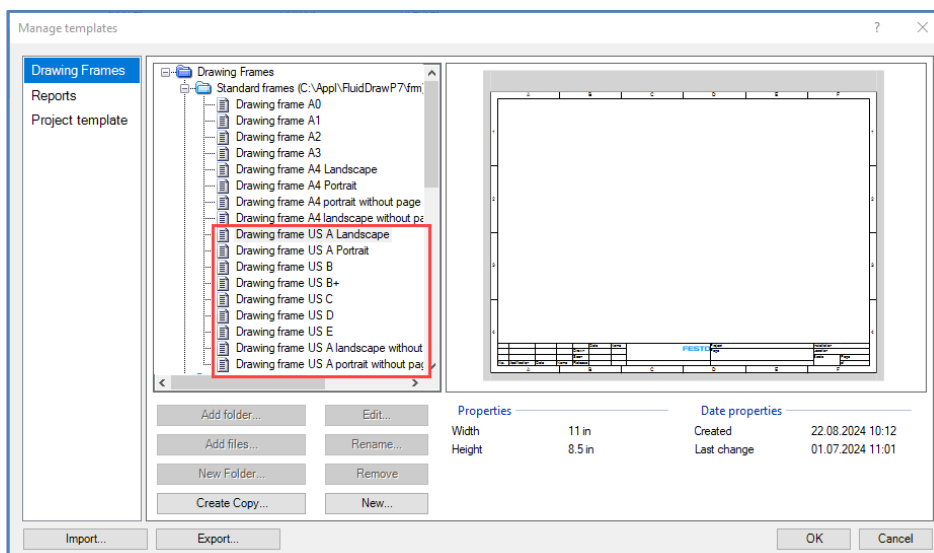 Manage templates
Drawing Frames
Reports
Project template
Drawing Frames
Standard frames (C:\Appl\FluidDrawP7\frm
Drawing frame A0
Drawing frame A1
Drawing frame A2
Drawing frame A3
Drawing frame A4 Landscape
Drawing frame A4 Portrait
Drawing frame A4 portrait without page
Drawing frame A4 landscape without pa
Drawing frame US A Landscape
Drawing frame US A Portrait
Drawing frame US B
Drawing frame US B+
Drawing frame US C
Drawing frame US D
Drawing frame US E
Drawing frame US A landscape without
Drawing frame US A portrait without pag
FESTO
Add folder...
Edit...
Add files...
Rename...
New Folder...
Remove
Create Copy...
New...
Properties
Width 11 in
Height 8.5 in
Date properties
Created 22.08.2024 10:12
Last change 01.07.2024 11:01
Import...
Export...
OK
Cancel